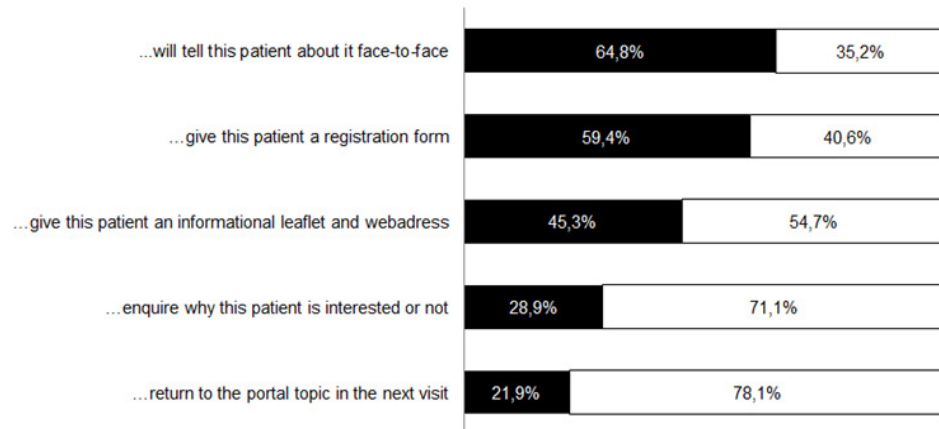 ...will tell this patient about it face-to-face
64,8%
35,2%
...give this patient a registration form
59,4%
40,6%
...give this patient an informational leaflet and webadress
45,3%
54,7%
...enquire why this patient is interested or not
28,9%
71,1%
...return to the portal topic in the next visit
21,9%
78,1%